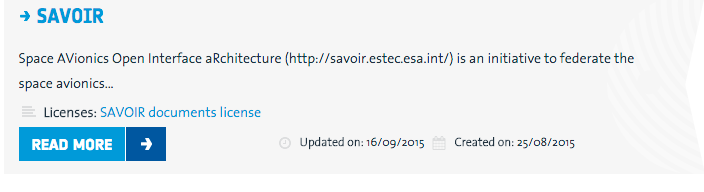 SAVOIR
Space AVionics Open Interface aRchitecture (http://savoir.estec.esa.int/) is an initiative to federate the
space avionics...
Licenses: SAVOIR documents license
READ MORE Updated on: 16/09/2015 Created on: 25/08/2015